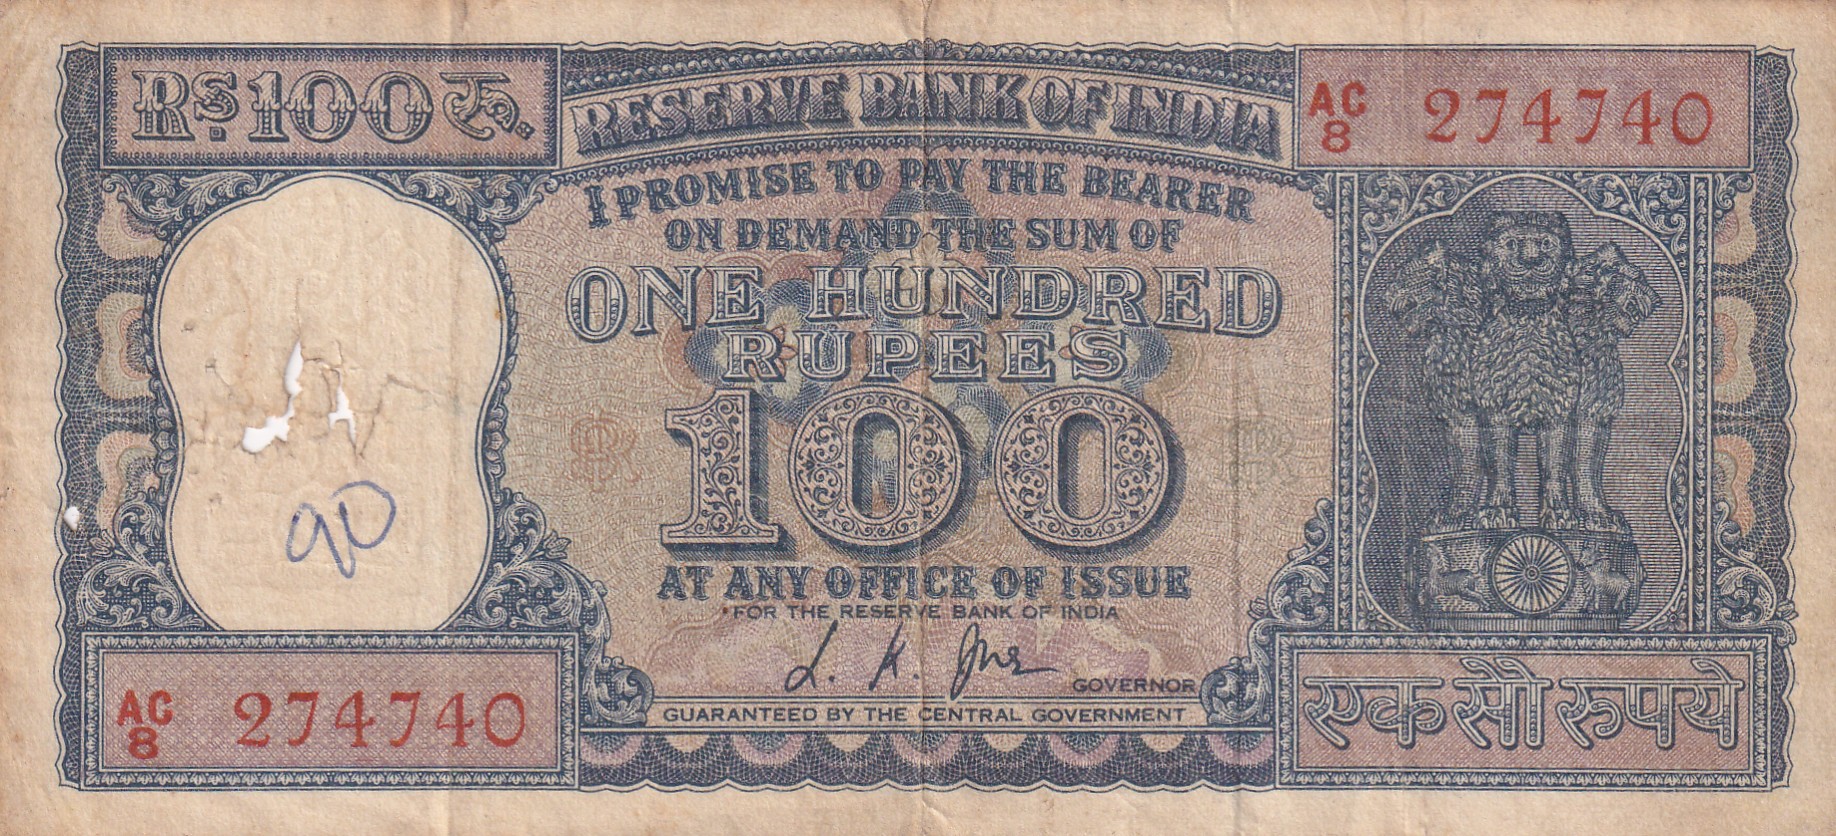 Rs. 100 रु.
RESERVE BANK OF INDIA
AC
8 274740
I PROMISE TO PAY THE BEARER
ON DEMAND THE SUM OF
ONE HUNDRED
RUPEES
100
AT ANY OFFICE OF ISSUE
FOR THE RESERVE BANK OF INDIA
L. K. Jha
GOVERNOR
GUARANTEED BY THE CENTRAL GOVERNMENT
90
AC
8 274740
एक सौ रुपये